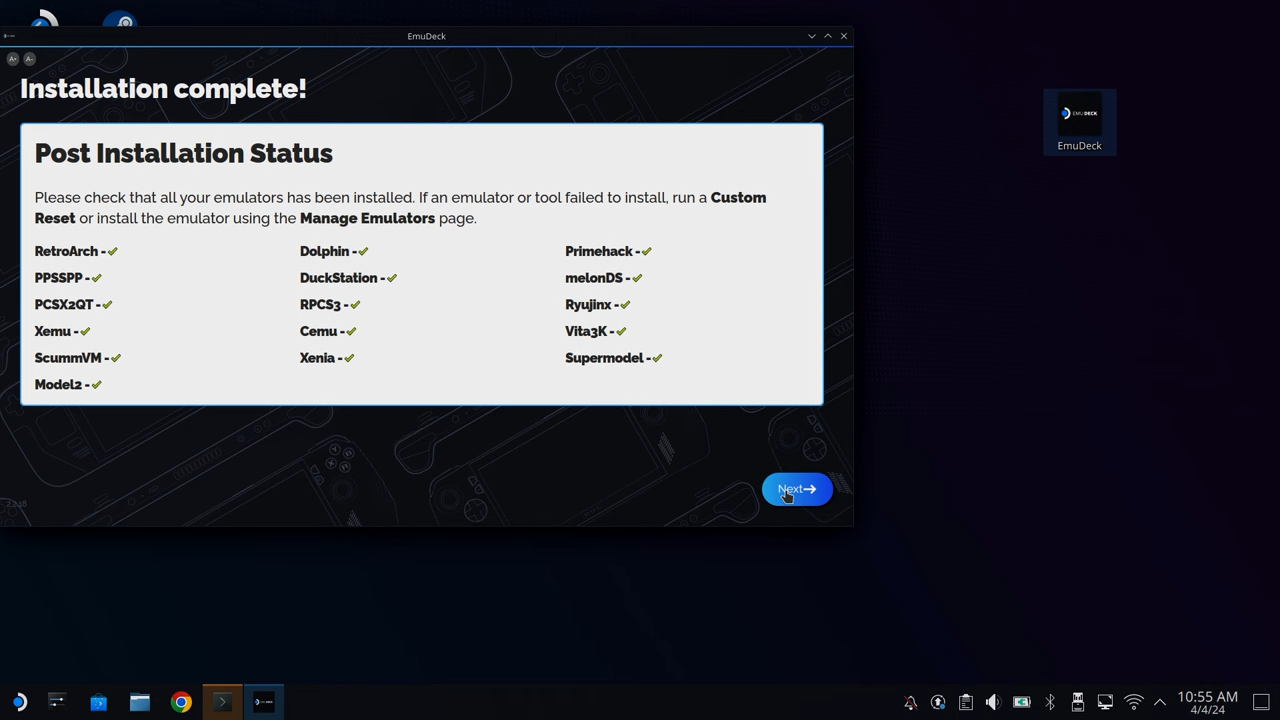 EmuDeck
A+ A-
Installation complete!
Post Installation Status
Please check that all your emulators has been installed. If an emulator or tool failed to install, run a Custom
Reset or install the emulator using the Manage Emulators page.
RetroArch -
Dolphin -
Primehack -
PPSSPP -
DuckStation -
melonDS -
PCSX2QT -
RPCS3 -
Ryujinx -
Xemu -
Cemu -
Vita3K -
ScummVM -
Xenia -
Supermodel -
Model2 -
Next
EMU DECK
EmuDeck
10:55 AM
4/4/24